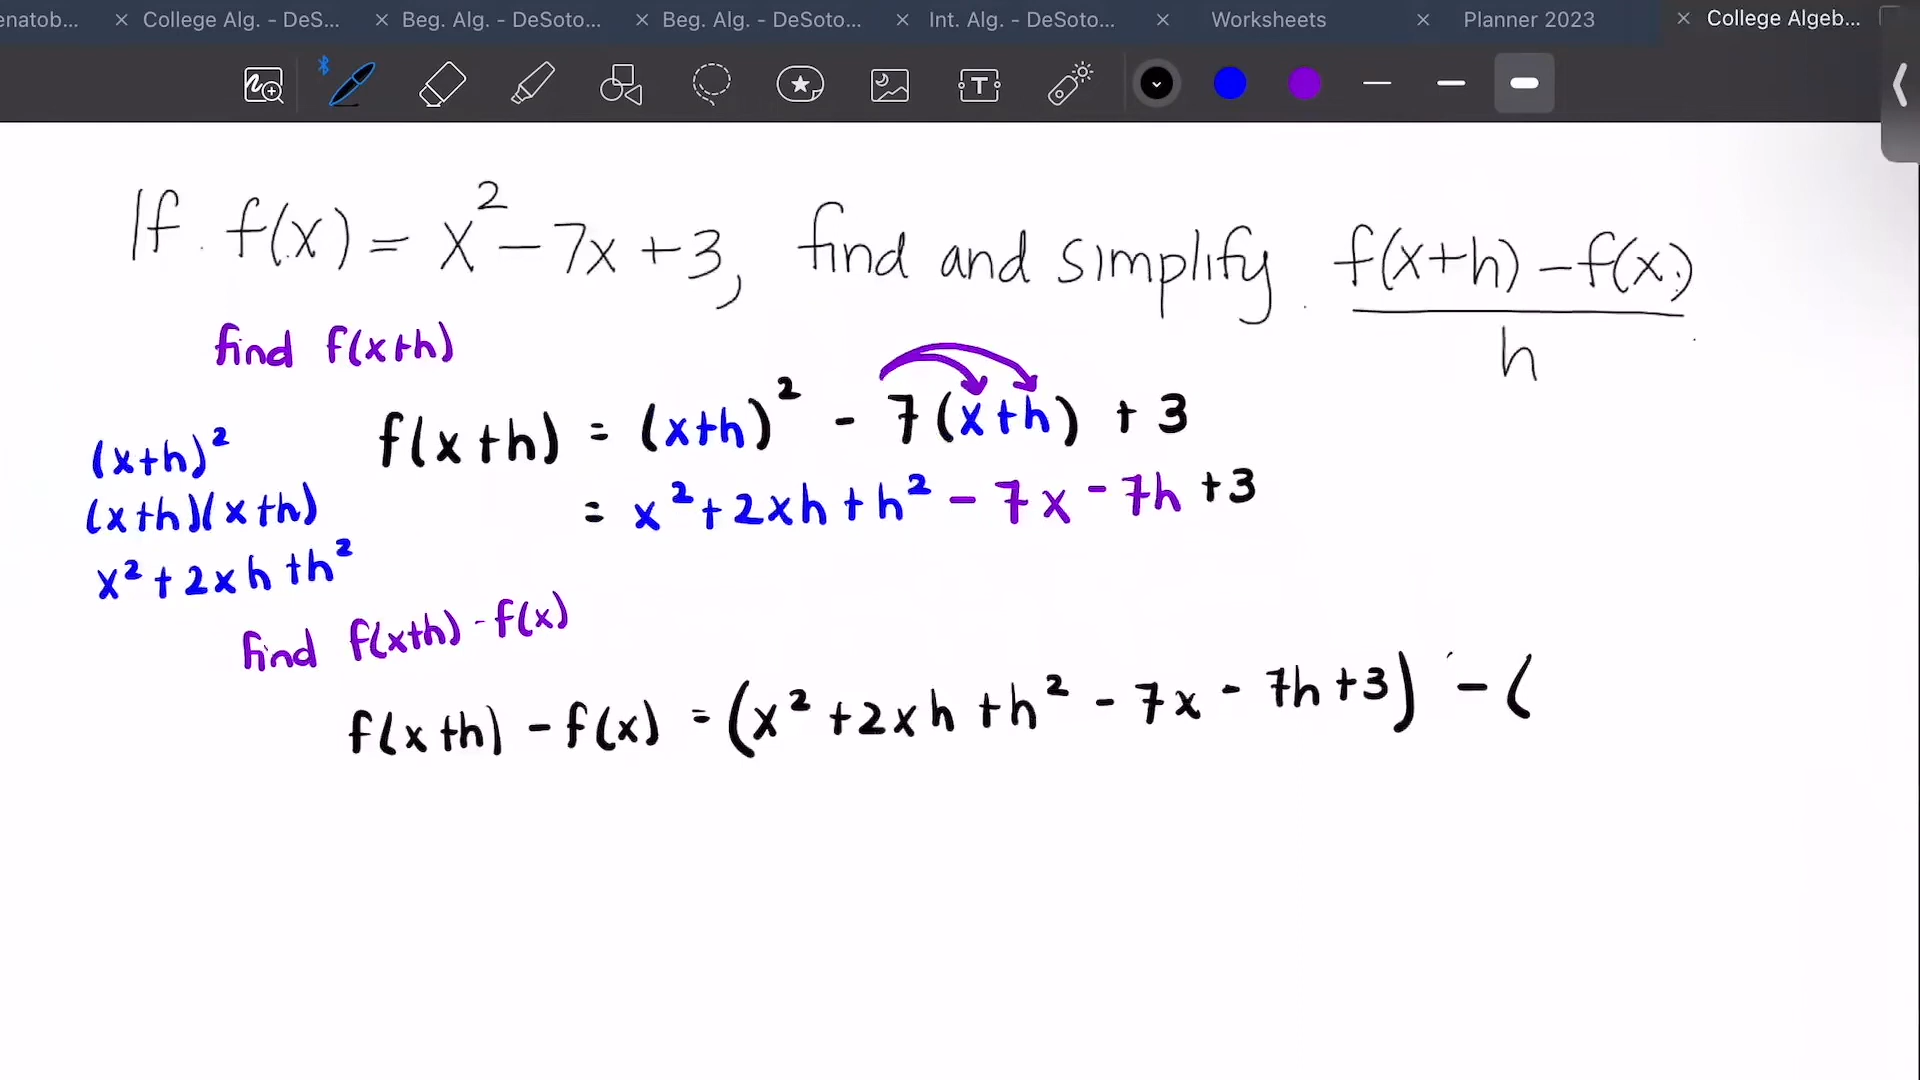 enatob... × College Alg. - DeS... × Beg. Alg. - DeSoto... × Beg. Alg. - DeSoto... × Int. Alg. - DeSoto... × Worksheets × Planner 2023 × College Algeb...
If f(x) = x² - 7x + 3, find and simplify f(x+h) - f(x)
h
find f(x+h)
f(x+h) = (x+h)² - 7(x+h) + 3
(x+h)²
= x² + 2xh + h² - 7x - 7h + 3
(x+h)(x+h)
x² + 2xh + h²
find f(x+h) - f(x)
f(x+h) - f(x) = (x² + 2xh + h² - 7x - 7h + 3) - (